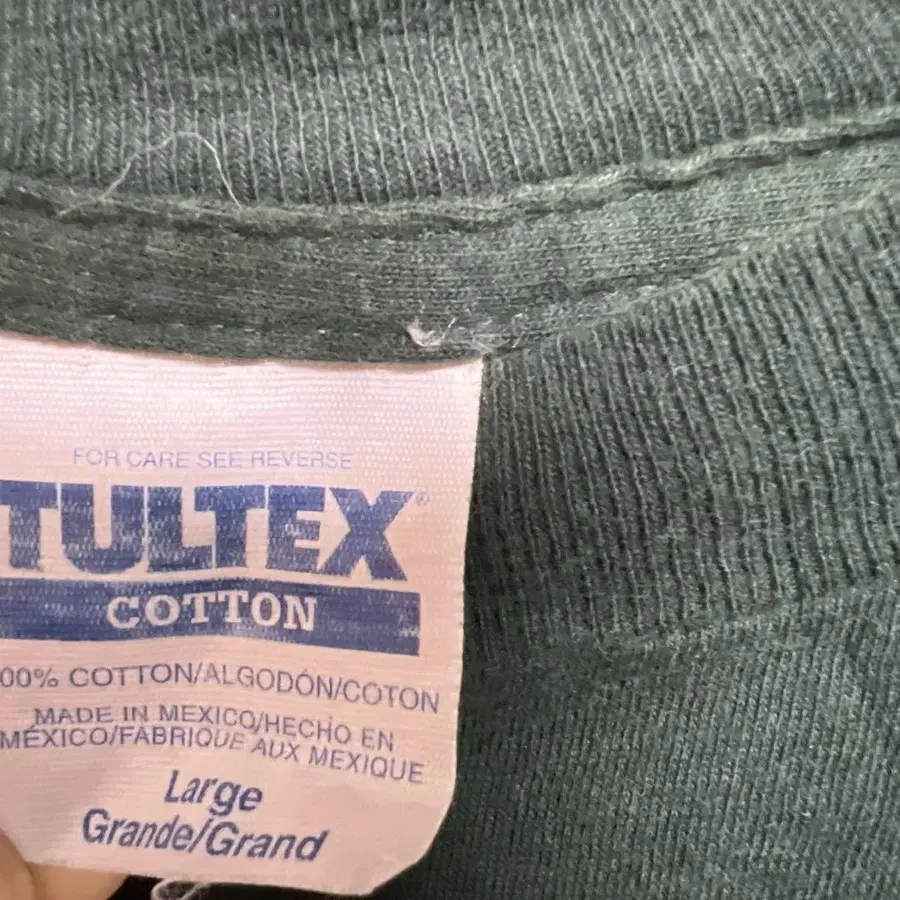 FOR CARE SEE REVERSE
TULTEX®
COTTON
00% COTTON/ALGODÓN/COTON
MADE IN MEXICO/HECHO EN
MÉXICO/FABRIQUE AUX MEXIQUE
Large
Grande/Grand